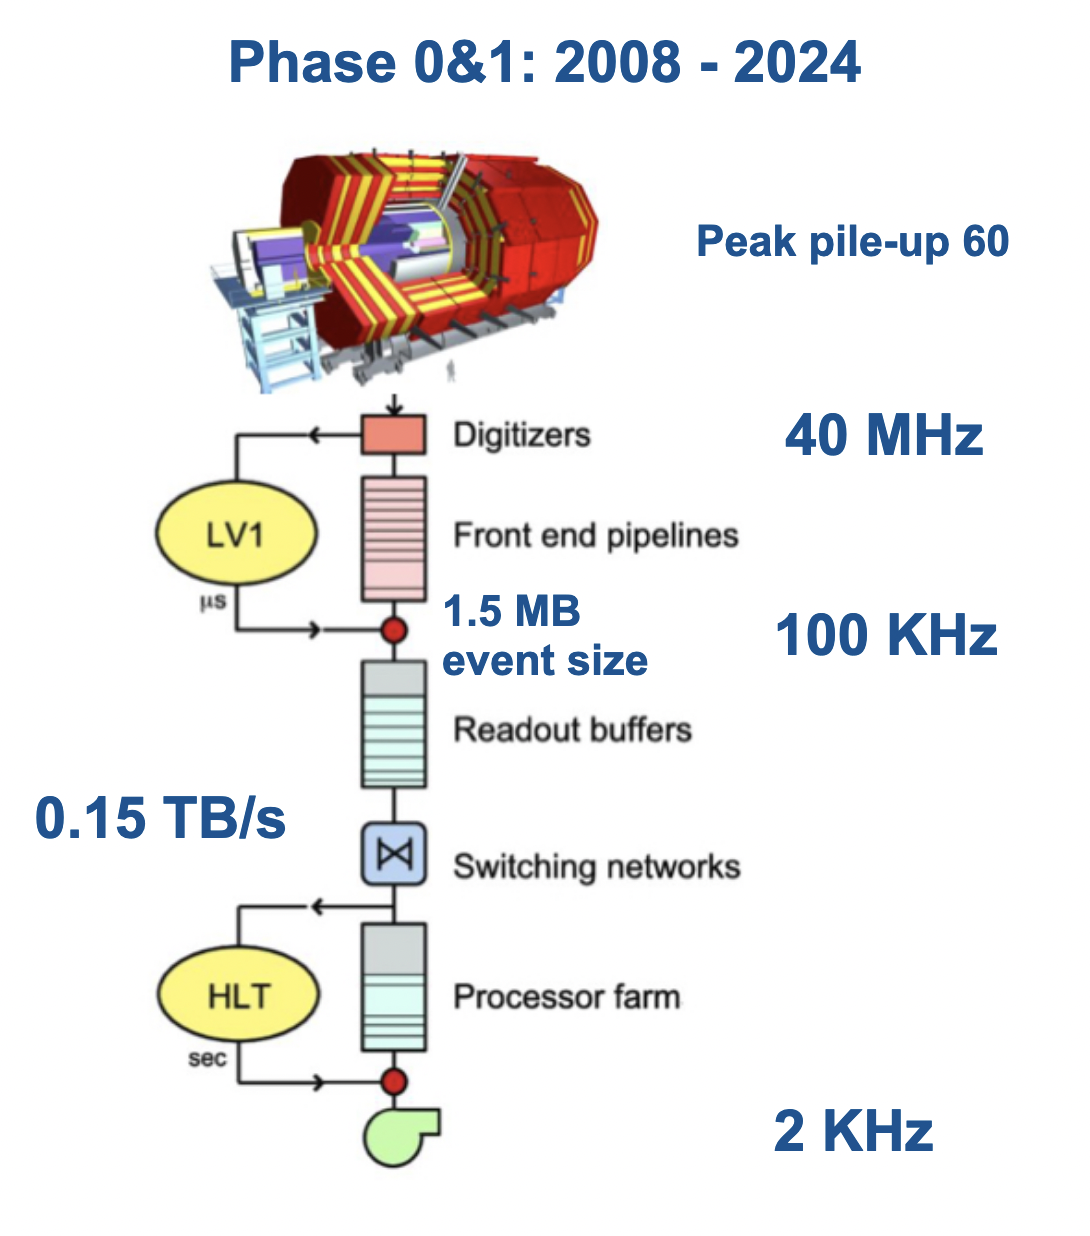 Phase 0&1: 2008 - 2024
Peak pile-up 60
Digitizers
40 MHz
LV1
Front end pipelines
μs
1.5 MB
event size
100 KHz
Readout buffers
0.15 TB/s
Switching networks
HLT
Processor farm
sec
2 KHz